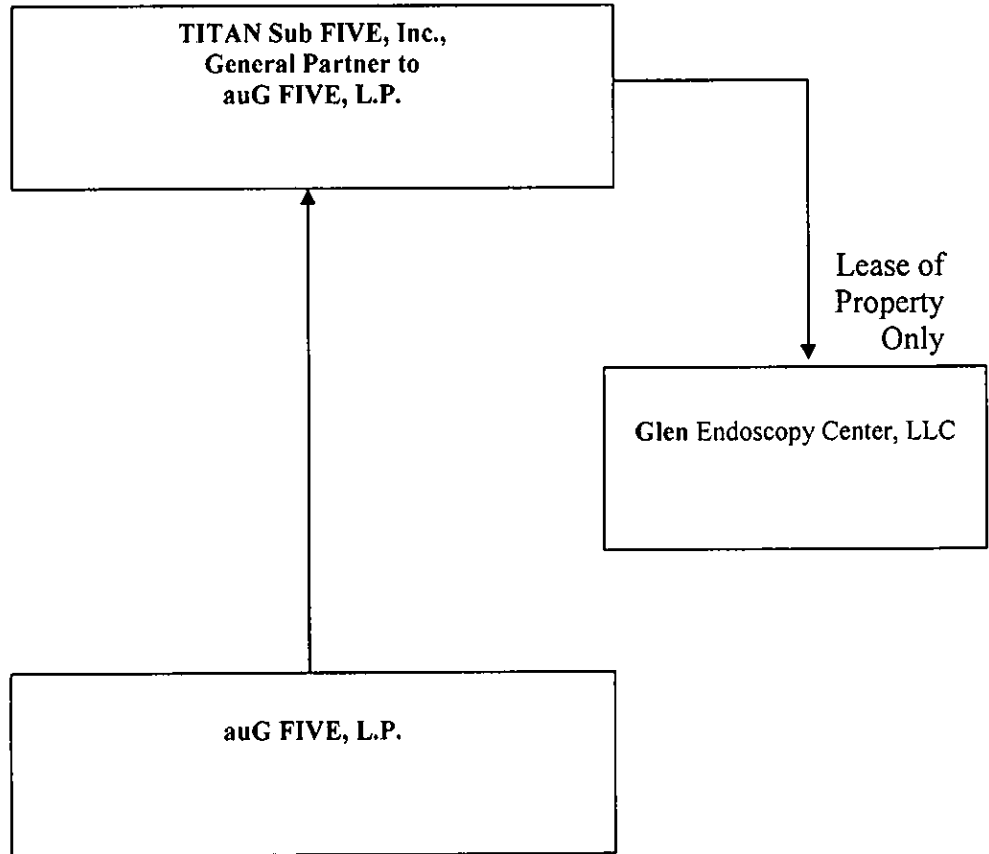 TITAN Sub FIVE, Inc.,
General Partner to
auG FIVE, L.P.
Lease of
Property
Only
Glen Endoscopy Center, LLC
auG FIVE, L.P.